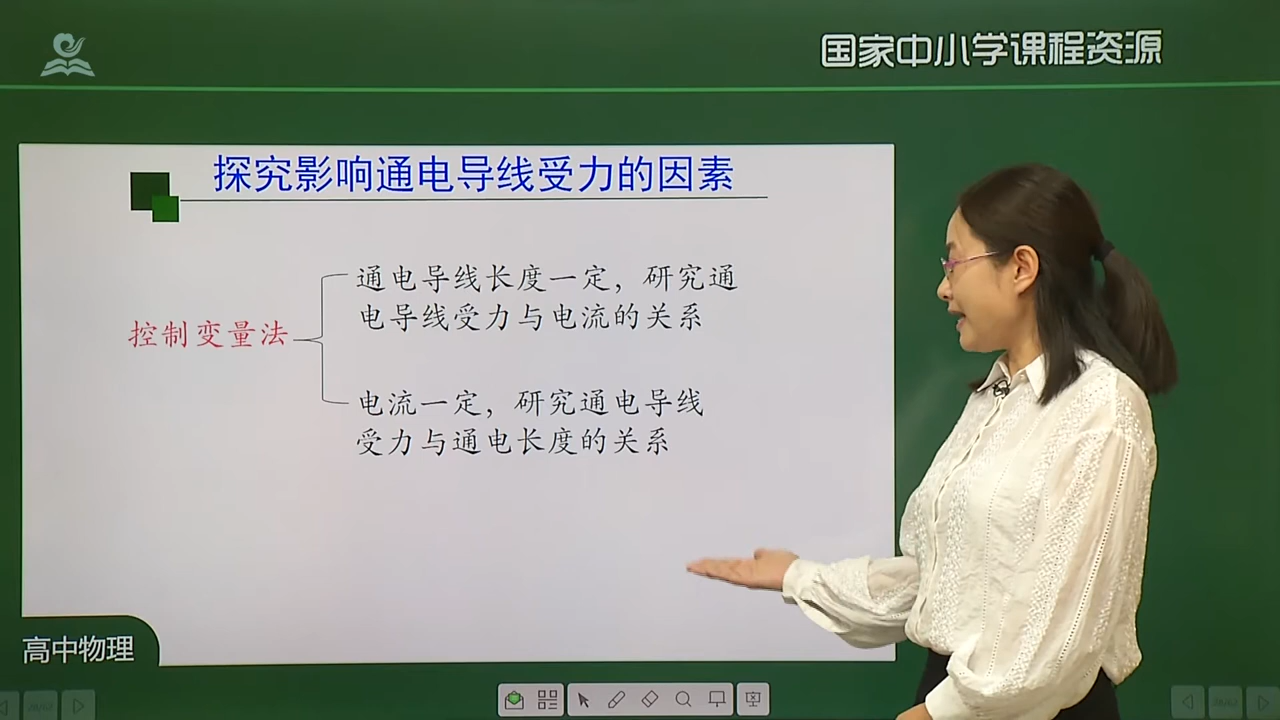 国家中小学课程资源
探究影响通电导线受力的因素
通电导线长度一定，研究通
电导线受力与电流的关系
控制变量法
电流一定，研究通电导线
受力与通电长度的关系
高中物理